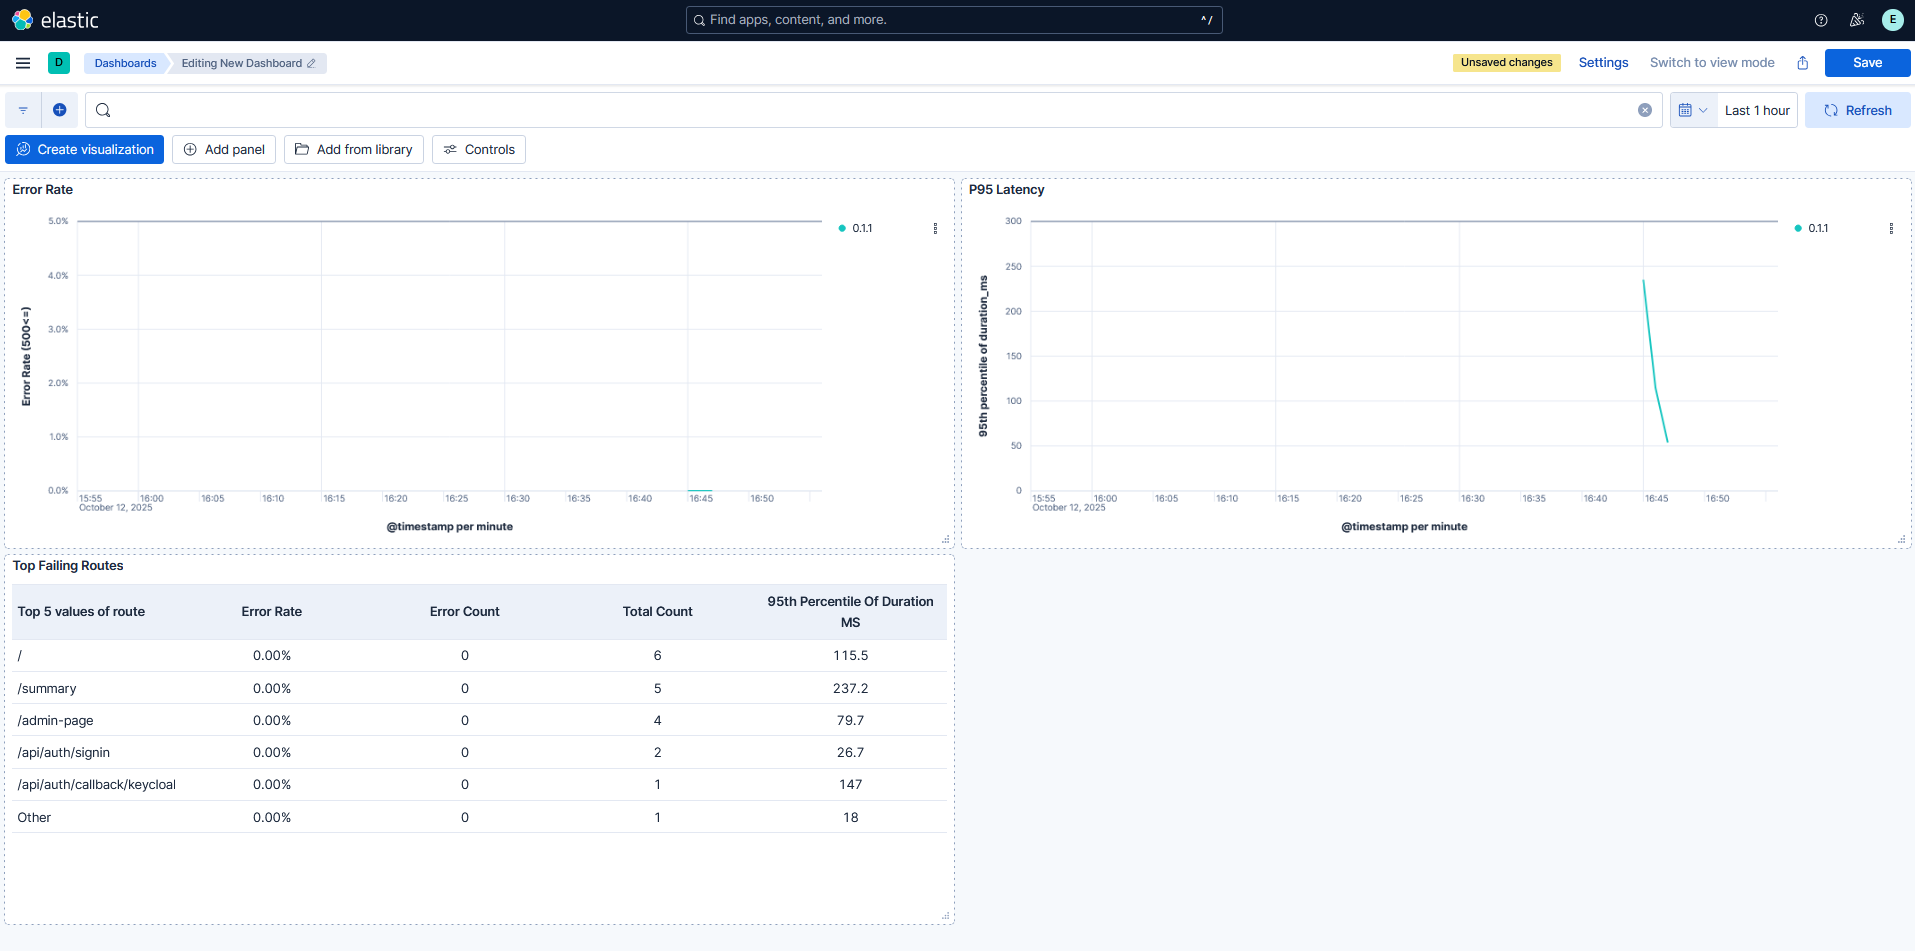 elastic
Find apps, content, and more.
^/
E
D
Dashboards
Editing New Dashboard
Unsaved changes
Settings
Switch to view mode
Save
Last 1 hour
Refresh
Create visualization
Add panel
Add from library
Controls
Error Rate
5.0%
4.0%
3.0%
2.0%
1.0%
0.0%
Error Rate (500<=)
15:55
16:00
16:05
16:10
16:15
16:20
16:25
16:30
16:35
16:40
16:45
16:50
October 12, 2025
@timestamp per minute
0.1.1
P95 Latency
300
250
200
150
100
50
0
95th percentile of duration_ms
15:55
16:00
16:05
16:10
16:15
16:20
16:25
16:30
16:35
16:40
16:45
16:50
October 12, 2025
@timestamp per minute
0.1.1
Top Failing Routes
Top 5 values of route Error Rate Error Count Total Count 95th Percentile Of Duration
MS
/ 0.00% 0 6 115.5
/summary 0.00% 0 5 237.2
/admin-page 0.00% 0 4 79.7
/api/auth/signin 0.00% 0 2 26.7
/api/auth/callback/keycloal 0.00% 0 1 147
Other 0.00% 0 1 18